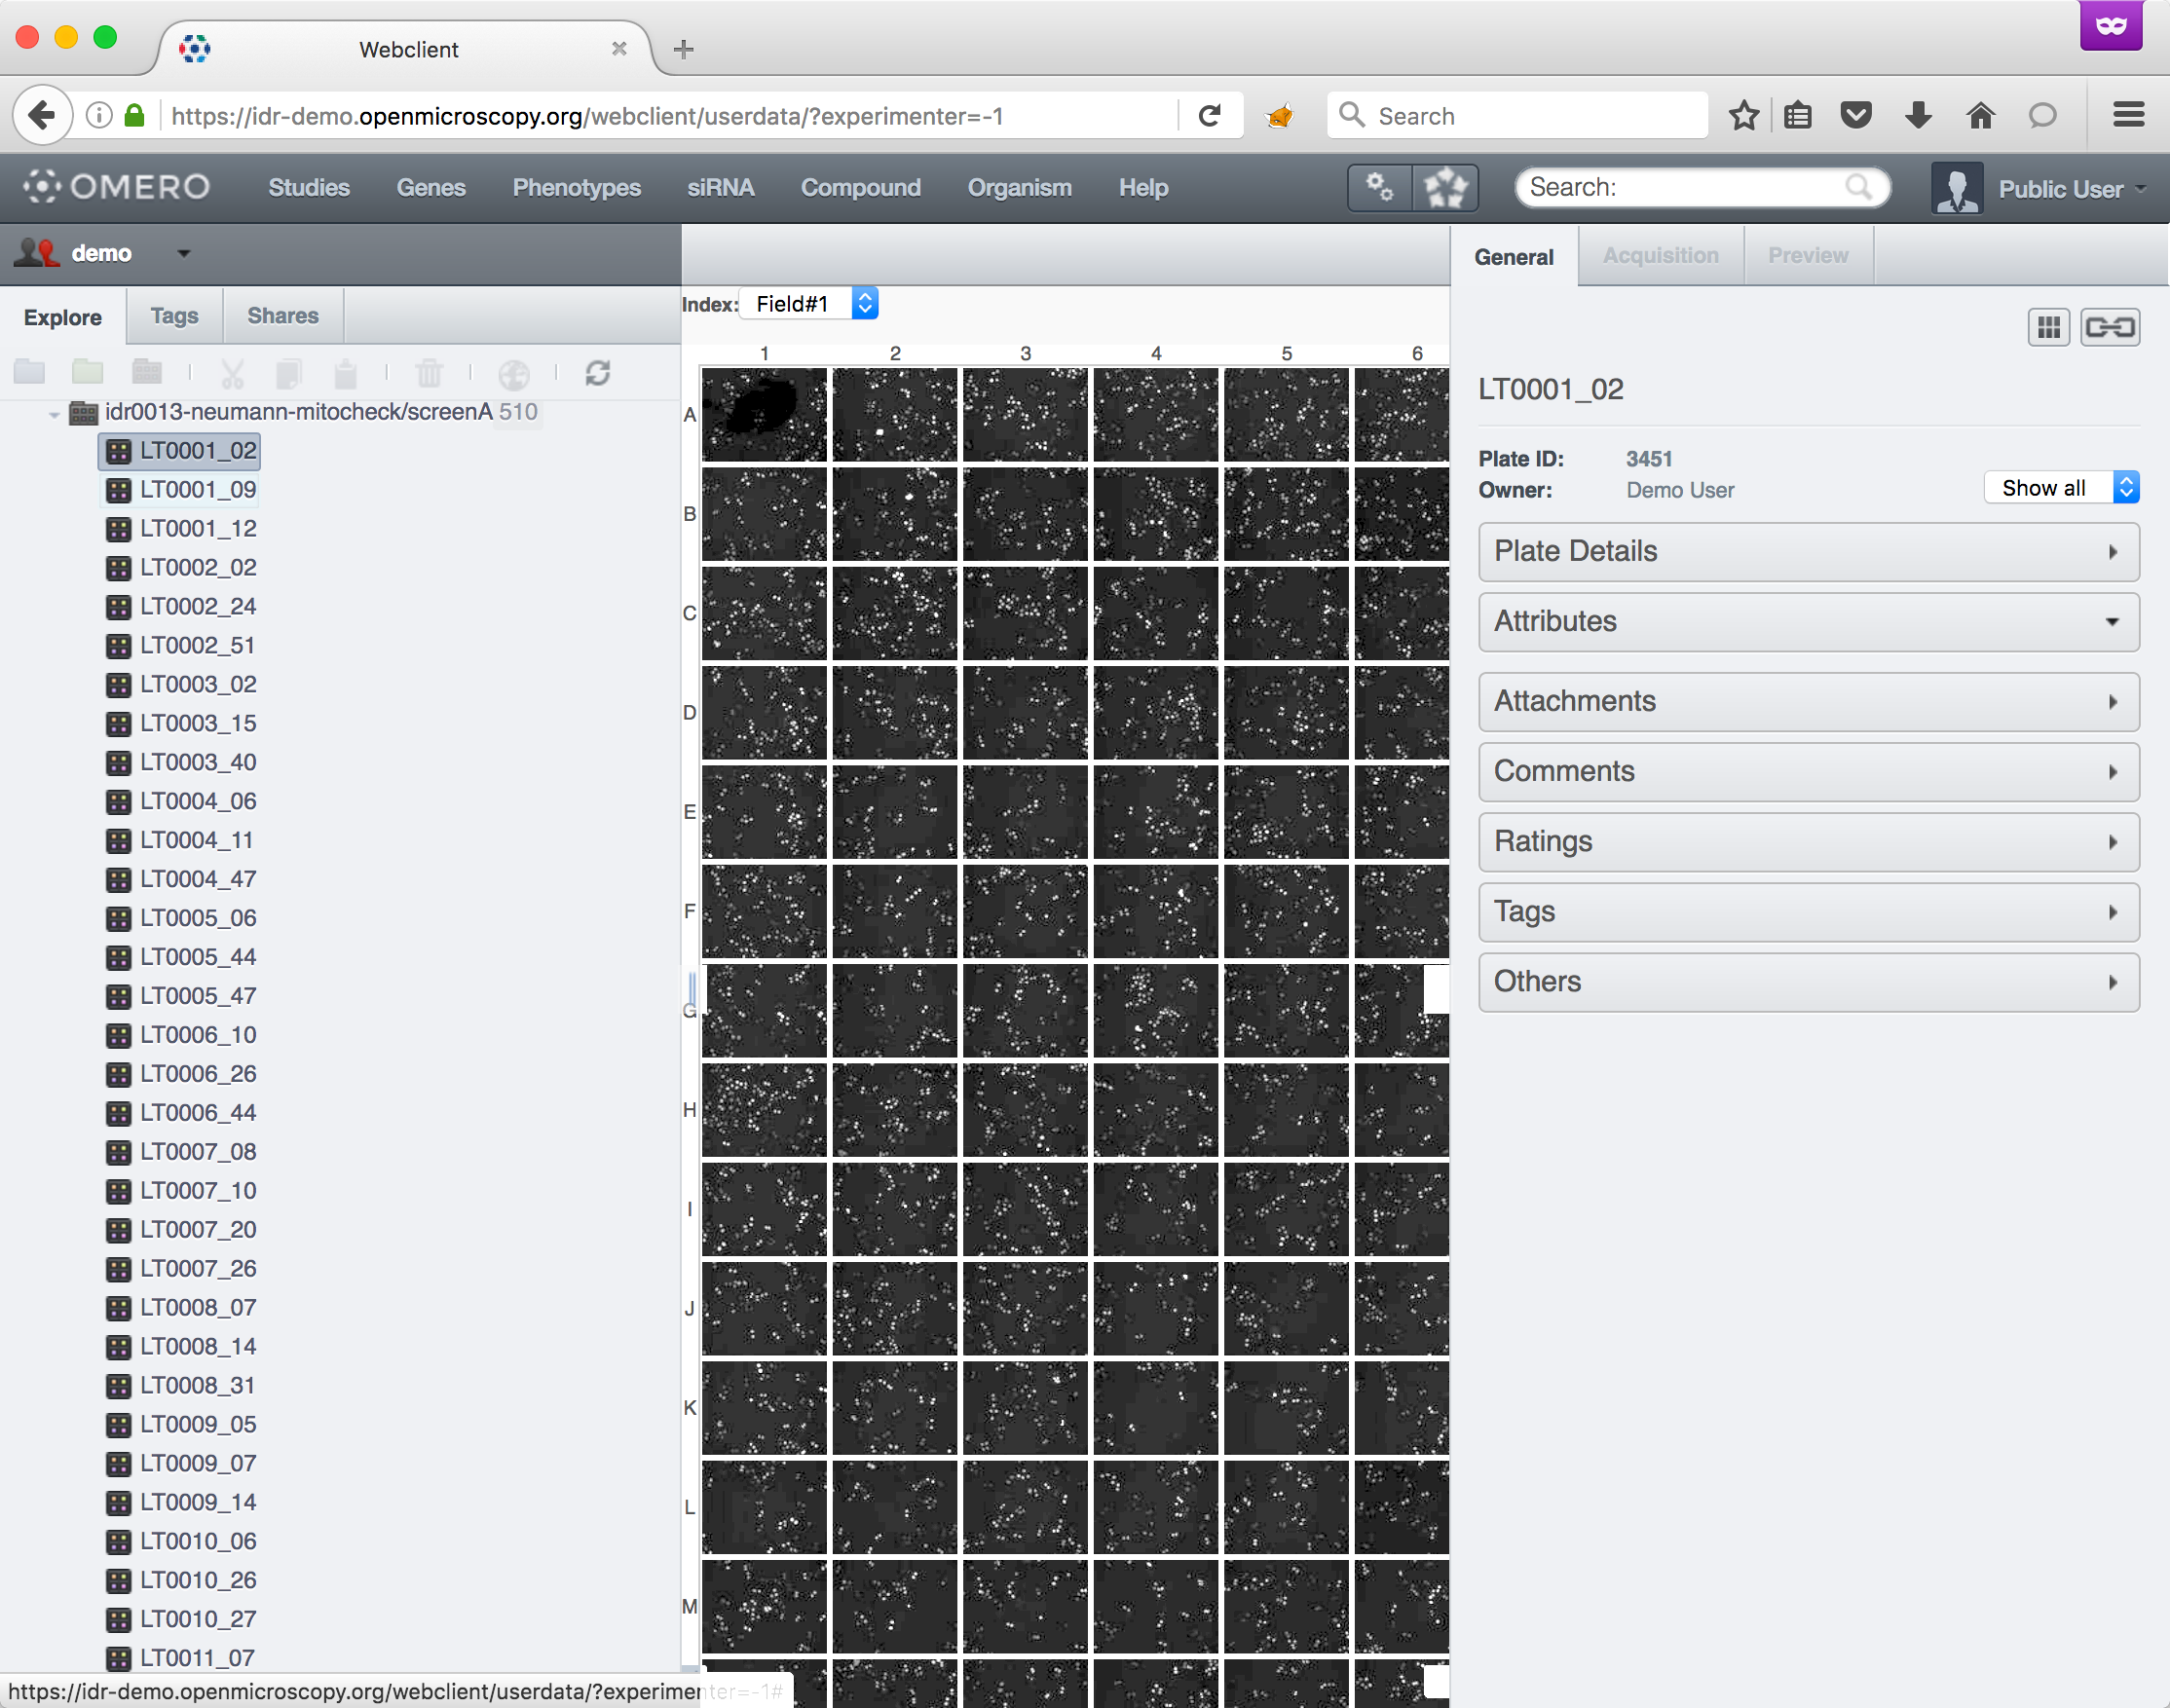 Webclient
https://idr-demo.openmicroscopy.org/webclient/userdata/?experimenter=-1
Search
OMERO Studies Genes Phenotypes siRNA Compound Organism Help Search: Public User
demo
General Acquisition Preview
Explore Tags Shares
Index: Field#1
1 2 3 4 5 6
idr0013-neumann-mitocheck/screenA 510
LT0001_02
LT0001_09
LT0001_12
LT0002_02
LT0002_24
LT0002_51
LT0003_02
LT0003_15
LT0003_40
LT0004_06
LT0004_11
LT0004_47
LT0005_06
LT0005_44
LT0005_47
LT0006_10
LT0006_26
LT0006_44
LT0007_08
LT0007_10
LT0007_20
LT0007_26
LT0008_07
LT0008_14
LT0008_31
LT0009_05
LT0009_07
LT0009_14
LT0010_06
LT0010_26
LT0010_27
LT0011_07
A
B
C
D
E
F
G
H
I
J
K
L
M
LT0001_02
Plate ID: 3451
Owner: Demo User
Show all
Plate Details
Attributes
Attachments
Comments
Ratings
Tags
Others
https://idr-demo.openmicroscopy.org/webclient/userdata/?experimenter=-1#